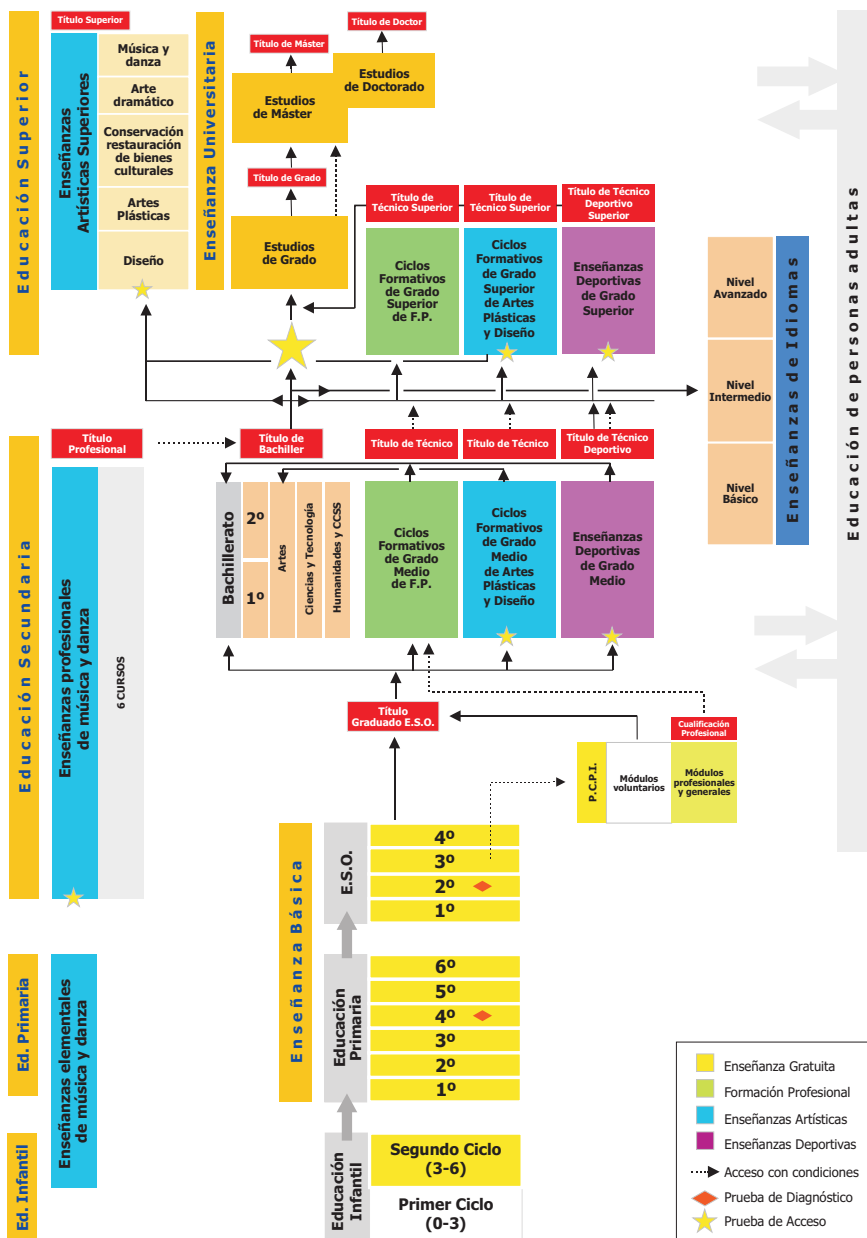 Educación Superior
Título Superior
Enseñanzas
Artísticas Superiores
Música y
danza
Arte
dramático
Conservación
restauración
de bienes
culturales
Artes
Plásticas
Diseño
Enseñanza Universitaria
Título de Doctor
Título de Máster
Estudios
de Doctorado
Estudios
de Máster
Título de Grado
Estudios
de Grado
Título de
Técnico Superior
Título de
Técnico Superior
Título de Técnico
Deportivo
Superior
Ciclos
Formativos
de Grado
Superior
de F.P.
Ciclos
Formativos
de Grado
Superior
de Artes
Plásticas
y Diseño
Enseñanzas
Deportivas
de Grado
Superior
Nivel
Avanzado
Nivel
Intermedio
Nivel
Básico
Enseñanzas de Idiomas
Educación de personas adultas
Educación Secundaria
Título
Profesional
Título de
Bachiller
Título de Técnico
Título de Técnico
Título de Técnico
Deportivo
Enseñanzas profesionales
de música y danza
6 CURSOS
Bachillerato
2º
1º
Artes
Ciencias y Tecnología
Humanidades y CCSS
Ciclos
Formativos
de Grado
Medio
de F.P.
Ciclos
Formativos
de Grado
Medio
de Artes
Plásticas
y Diseño
Enseñanzas
Deportivas
de Grado
Medio
Título
Graduado E.S.O.
Cualificación
Profesional
P.C.P.I.
Módulos
voluntarios
Módulos
profesionales
y generales
Enseñanza Básica
E.S.O.
4º
3º
2º
1º
Ed. Primaria
Enseñanzas elementales
de música y danza
Educación
Primaria
6º
5º
4º
3º
2º
1º
Ed. Infantil
Educación
Infantil
Segundo Ciclo
(3-6)
Primer Ciclo
(0-3)
Enseñanza Gratuita
Formación Profesional
Enseñanzas Artísticas
Enseñanzas Deportivas
Acceso con condiciones
Prueba de Diagnóstico
Prueba de Acceso